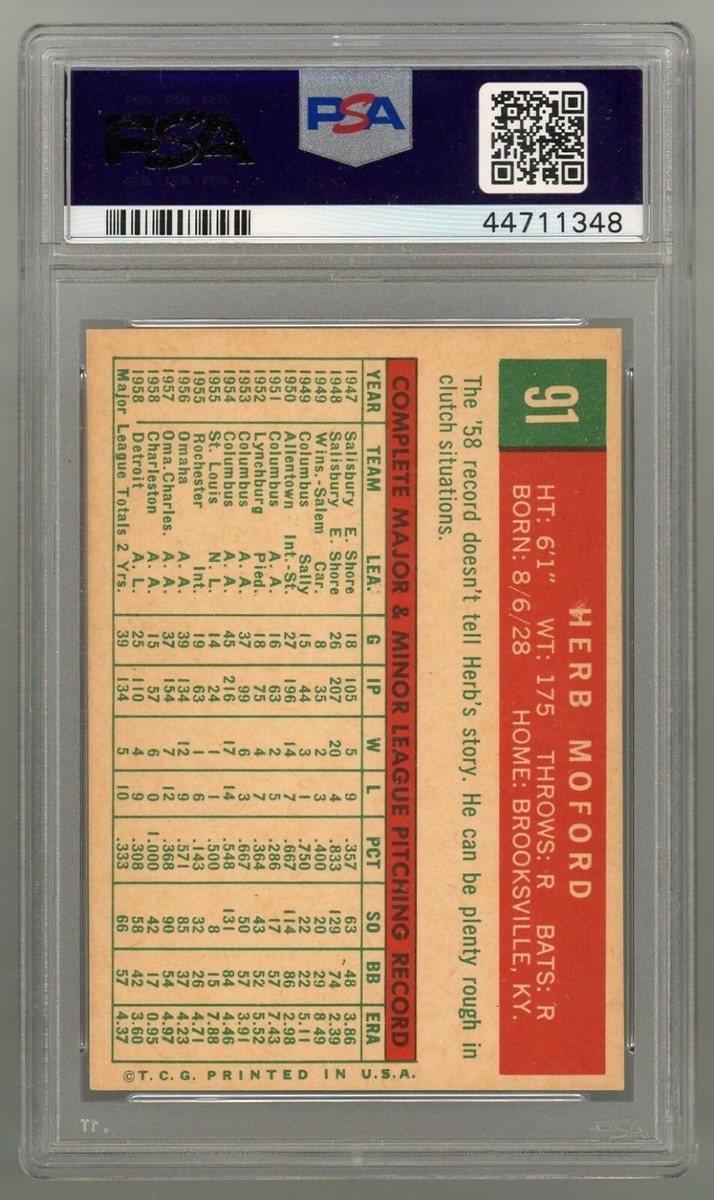 PSA
PSA
44711348
91
HERB MOFORD
HT: 6'1" WT: 175 THROWS: R BATS: R
BORN: 8/6/28 HOME: BROOKSVILLE, KY.
The '58 record doesn't tell Herb's story. He can be plenty rough in
clutch situations.
COMPLETE MAJOR & MINOR LEAGUE PITCHING RECORD
YEAR TEAM LEA. G IP W L PCT SO BB ERA
1947 Salisbury E. Shore 18 105 5 9 .357 63 48 3.86
1948 Salisbury E. Shore 26 207 20 4 .833 129 74 2.39
1949 Wins.-Salem Car. 8 35 2 3 .400 20 29 8.49
1949 Columbus Sally 15 44 3 1 .750 22 22 5.11
1950 Allentown Int.-St. 27 196 14 7 .667 114 86 2.98
1951 Columbus A. A. 16 63 2 5 .286 17 57 7.43
1952 Lynchburg Pied. 18 75 4 7 .364 43 52 5.52
1953 Columbus A. A. 37 99 6 3 .667 50 57 3.91
1954 Columbus A. A. 45 216 17 14 .548 131 84 4.46
1955 St. Louis N. L. 14 24 1 1 .500 8 15 7.88
1955 Rochester Int. 19 63 1 6 .143 32 26 4.71
1956 Omaha A. A. 39 134 12 9 .571 85 37 4.23
1957 Oma.Charles. A. A. 37 154 7 12 .368 90 54 4.97
1958 Charleston A. A. 15 57 6 0 1.000 42 17 0.95
1958 Detroit A. L. 25 110 4 9 .308 58 42 3.60
Major League Totals 2 Yrs. 39 134 5 10 .333 66 57 4.37
©T.C.G. PRINTED IN U.S.A.
PSA